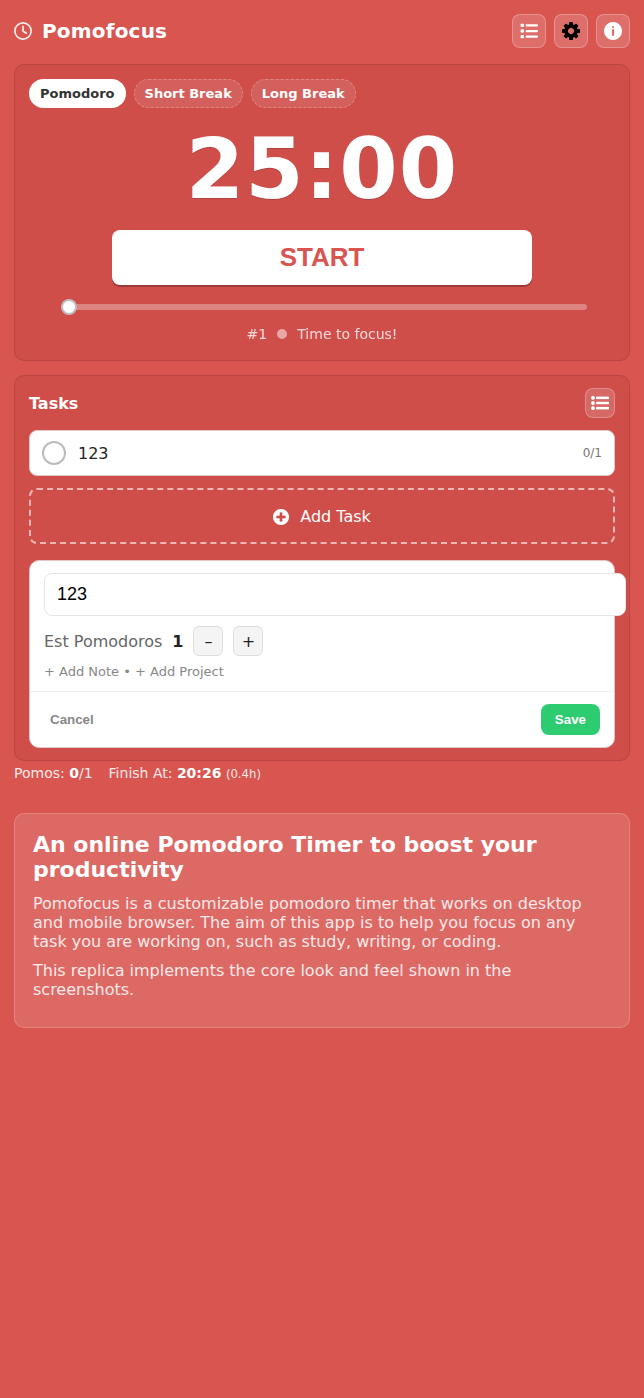 Pomofocus
Pomodoro
Short Break
Long Break
25:00
START
#1
Time to focus!
Tasks
123
0/1
Add Task
123
Est Pomodoros 1 – +
+ Add Note • + Add Project
Cancel
Save
Pomos: 0/1 Finish At: 20:26 (0.4h)
An online Pomodoro Timer to boost your
productivity
Pomofocus is a customizable pomodoro timer that works on desktop
and mobile browser. The aim of this app is to help you focus on any
task you are working on, such as study, writing, or coding.
This replica implements the core look and feel shown in the
screenshots.